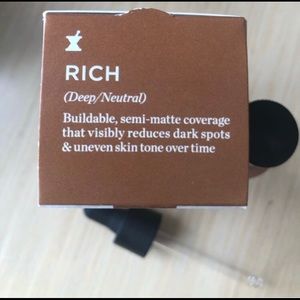 RICH
(Deep/Neutral)
Buildable, semi-matte coverage
that visibly reduces dark spots
& uneven skin tone over time